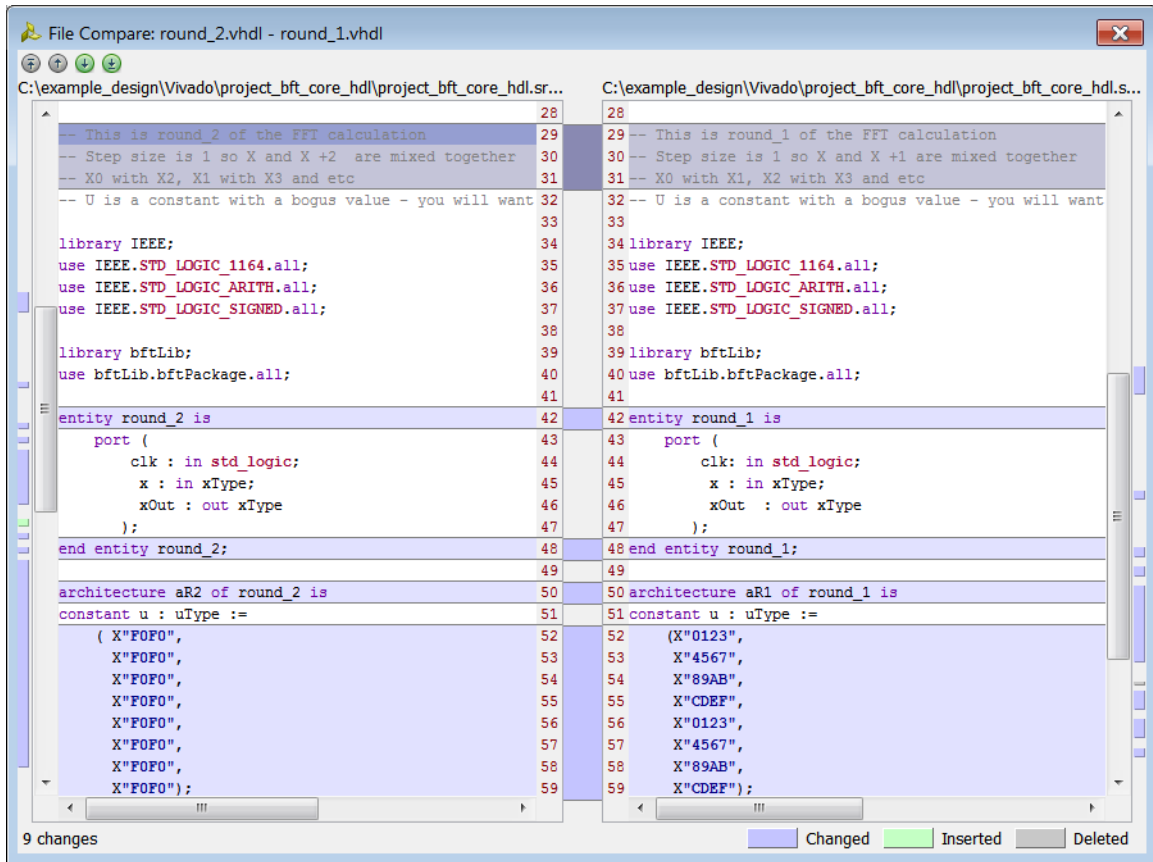 File Compare: round_2.vhdl - round_1.vhdl
C:\example_design\Vivado\project_bft_core_hdl\project_bft_core_hdl.sr...
28
-- This is round_2 of the FFT calculation 29
-- Step size is 1 so X and X +2  are mixed together 30
-- X0 with X2, X1 with X3 and etc 31
-- U is a constant with a bogus value - you will want 32
33
library IEEE; 34
use IEEE.STD_LOGIC_1164.all; 35
use IEEE.STD_LOGIC_ARITH.all; 36
use IEEE.STD_LOGIC_SIGNED.all; 37
38
library bftLib; 39
use bftLib.bftPackage.all; 40
41
entity round_2 is 42
port ( 43
clk : in std_logic; 44
x : in xType; 45
xOut : out xType 46
); 47
end entity round_2; 48
49
architecture aR2 of round_2 is 50
constant u : uType := 51
( X"F0F0", 52
X"F0F0", 53
X"F0F0", 54
X"F0F0", 55
X"F0F0", 56
X"F0F0", 57
X"F0F0", 58
X"F0F0"); 59
C:\example_design\Vivado\project_bft_core_hdl\project_bft_core_hdl.s...
28
29 -- This is round_1 of the FFT calculation
30 -- Step size is 1 so X and X +1 are mixed together
31 -- X0 with X1, X2 with X3 and etc
32 -- U is a constant with a bogus value - you will want
33
34 library IEEE;
35 use IEEE.STD_LOGIC_1164.all;
36 use IEEE.STD_LOGIC_ARITH.all;
37 use IEEE.STD_LOGIC_SIGNED.all;
38
39 library bftLib;
40 use bftLib.bftPackage.all;
41
42 entity round_1 is
43 port (
44 clk: in std_logic;
45 x : in xType;
46 xOut  : out xType
47 );
48 end entity round_1;
49
50 architecture aR1 of round_1 is
51 constant u : uType :=
52 (X"0123",
53 X"4567",
54 X"89AB",
55 X"CDEF",
56 X"0123",
57 X"4567",
58 X"89AB",
59 X"CDEF");
9 changes
Changed Inserted Deleted